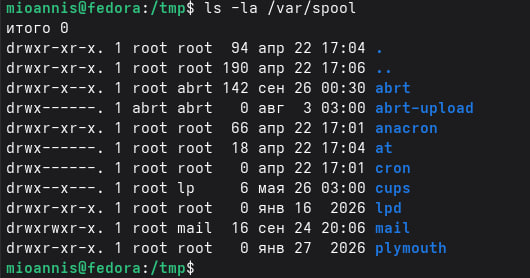 mioannis@fedora:/tmp$ ls -la /var/spool
итого 0
drwxr-xr-x. 1 root root  94 апр 22 17:04 .
drwxr-xr-x. 1 root root 190 апр 22 17:06 ..
drwxr-x--x. 1 root abrt 142 сен 26 00:30 abrt
drwx------. 1 abrt abrt   0 авг  3 03:00 abrt-upload
drwxr-xr-x. 1 root root  66 апр 22 17:01 anacron
drwx------. 1 root root  18 апр 22 17:04 at
drwx------. 1 root root   0 апр 22 17:01 cron
drwx--x---. 1 root lp     6 мая 26 03:00 cups
drwxr-xr-x. 1 root root   0 янв 16  2026 lpd
drwxrwxr-x. 1 root mail  16 сен 24 20:06 mail
drwxr-xr-x. 1 root root   0 янв 27  2026 plymouth
mioannis@fedora:/tmp$